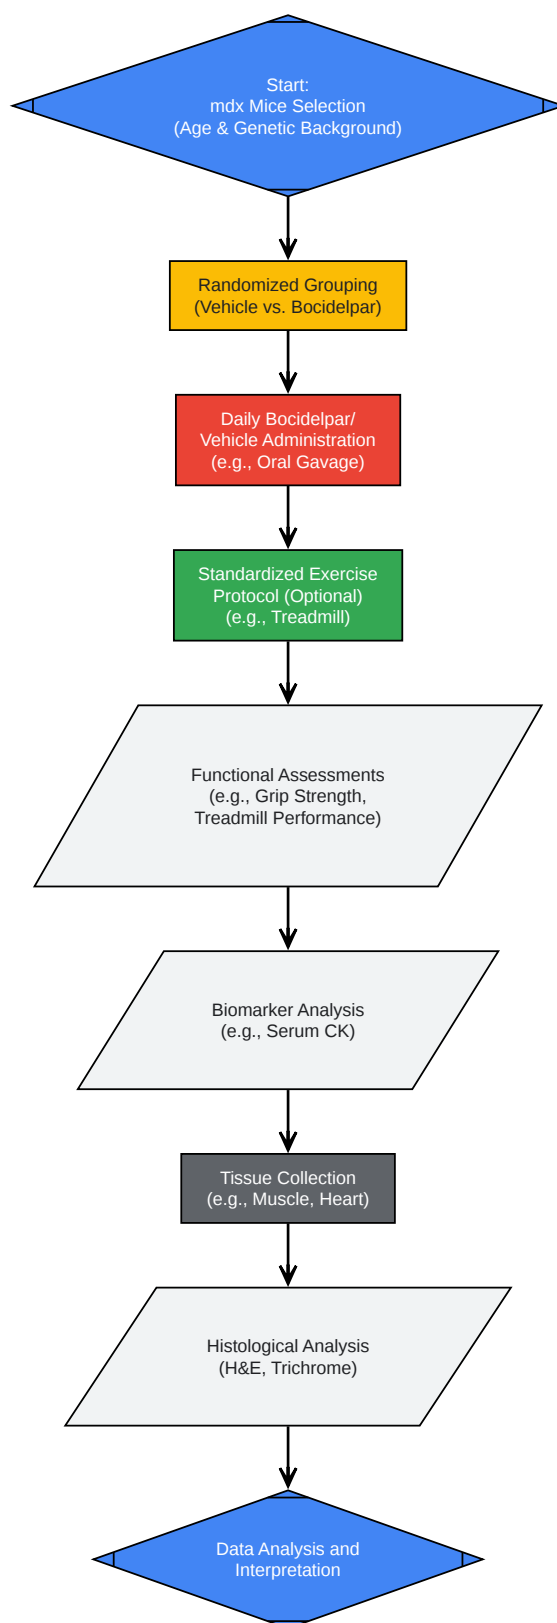 Start:
mdx Mice Selection
(Age & Genetic Background)
Randomized Grouping
(Vehicle vs. Bocidelpar)
Daily Bocidelpar/
Vehicle Administration
(e.g., Oral Gavage)
Standardized Exercise
Protocol (Optional)
(e.g., Treadmill)
Functional Assessments
(e.g., Grip Strength,
Treadmill Performance)
Biomarker Analysis
(e.g., Serum CK)
Tissue Collection
(e.g., Muscle, Heart)
Histological Analysis
(H&E, Trichrome)
Data Analysis and
Interpretation